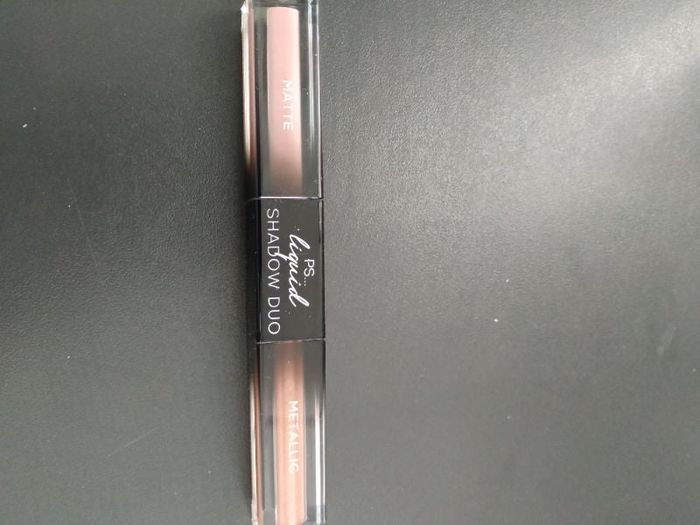 MATTE
PS...
liquid
SHADOW DUO
METALLIC